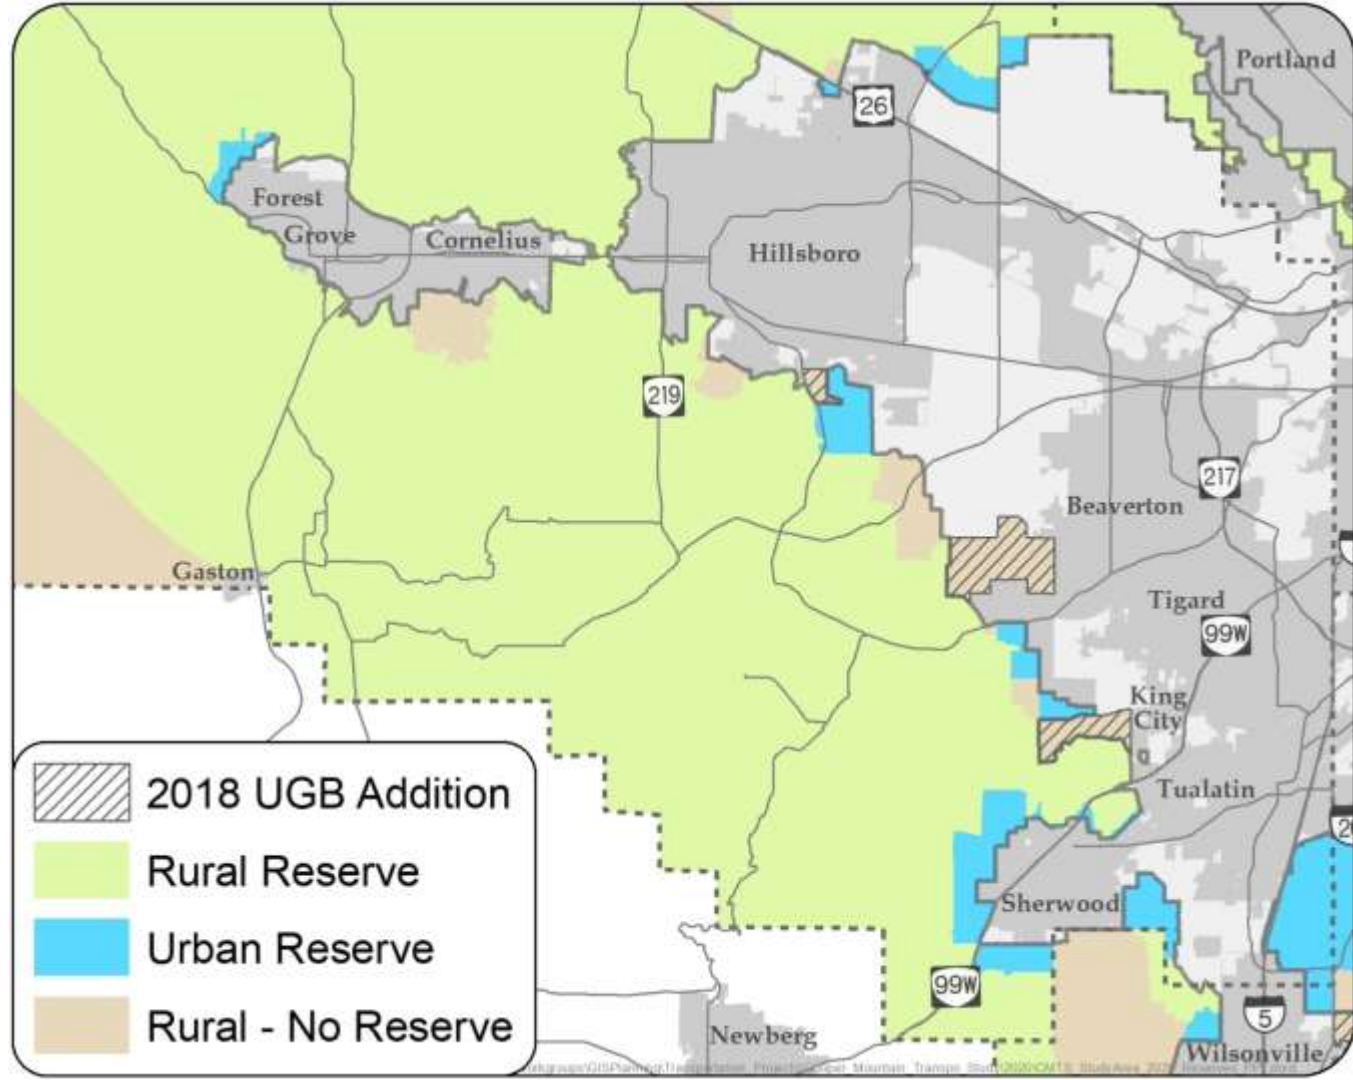 Portland
26
Forest
Grove
Cornelius
Hillsboro
219
217
Beaverton
Gaston
Tigard
99W
King
City
Tualatin
2018 UGB Addition
Rural Reserve
Urban Reserve
Rural - No Reserve
Sherwood
99W
5
Newberg
Wilsonville